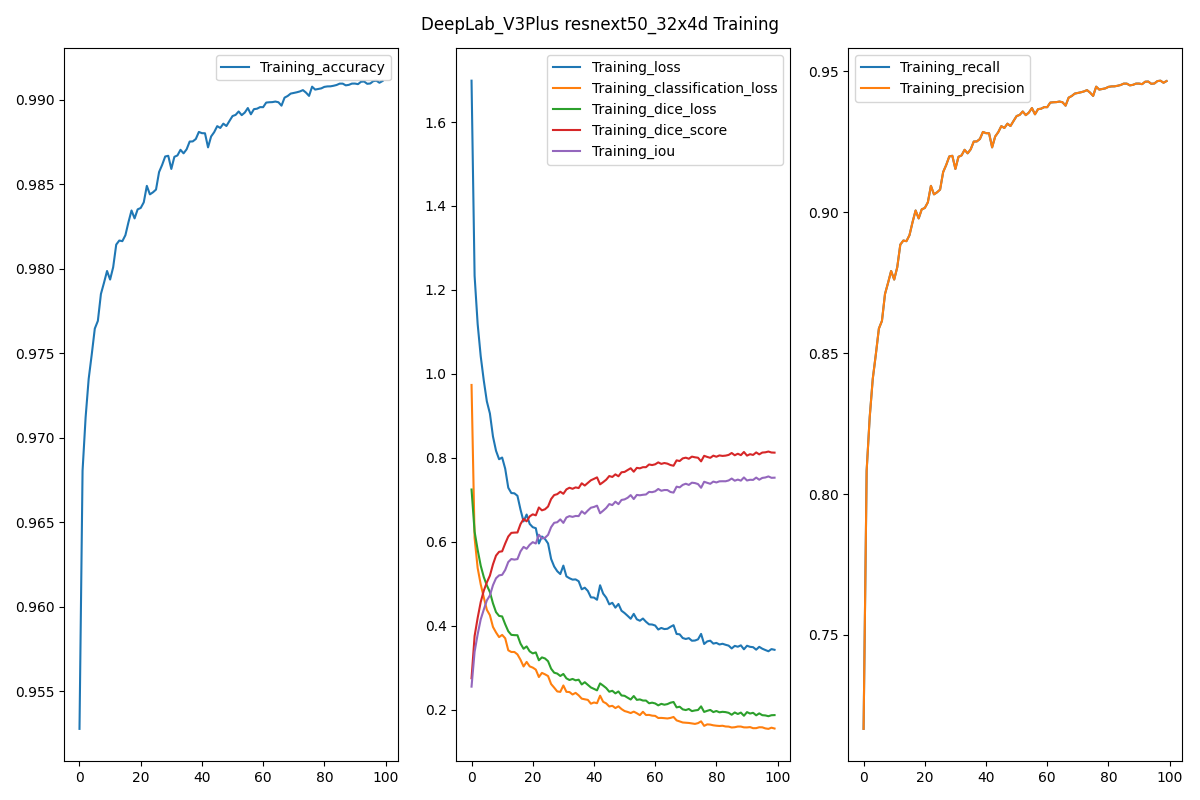 DeepLab_V3Plus resnext50_32x4d Training
Training_accuracy
0.990
0.985
0.980
0.975
0.970
0.965
0.960
0.955
0 20 40 60 80 100
Training_loss
Training_classification_loss
Training_dice_loss
Training_dice_score
Training_iou
1.6
1.4
1.2
1.0
0.8
0.6
0.4
0.2
0 20 40 60 80 100
Training_recall
Training_precision
0.95
0.90
0.85
0.80
0.75
0 20 40 60 80 100